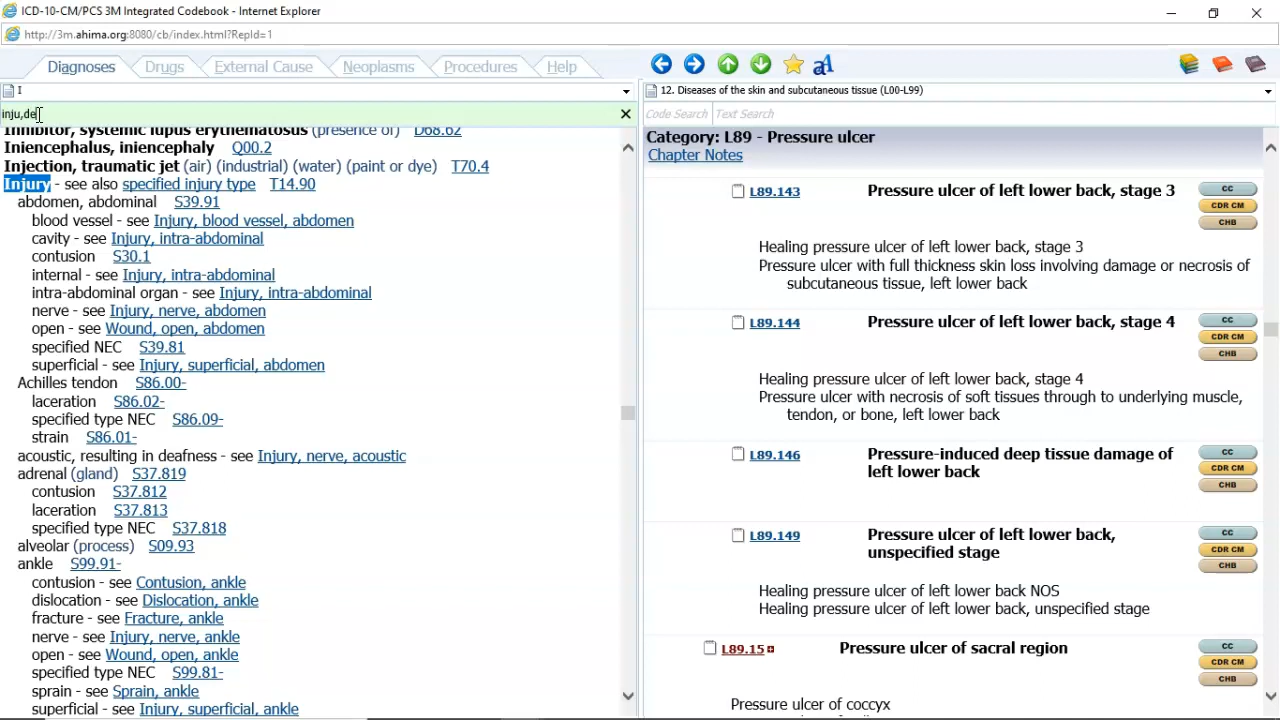 ICD-10-CM/PCS 3M Integrated Codebook - Internet Explorer
http://3m.ahima.org:8080/cb/index.html?RepId=1
Diagnoses Drugs External Cause Neoplasms Procedures Help
I
inju,de
Inhibitor, systemic lupus erythematosus (presence of) D68.62
Iniencephalus, iniencephaly Q00.2
Injection, traumatic jet (air) (industrial) (water) (paint or dye) T70.4
Injury - see also specified injury type T14.90
abdomen, abdominal S39.91
blood vessel - see Injury, blood vessel, abdomen
cavity - see Injury, intra-abdominal
contusion S30.1
internal - see Injury, intra-abdominal
intra-abdominal organ - see Injury, intra-abdominal
nerve - see Injury, nerve, abdomen
open - see Wound, open, abdomen
specified NEC S39.81
superficial - see Injury, superficial, abdomen
Achilles tendon S86.00-
laceration S86.02-
specified type NEC S86.09-
strain S86.01-
acoustic, resulting in deafness - see Injury, nerve, acoustic
adrenal (gland) S37.819
contusion S37.812
laceration S37.813
specified type NEC S37.818
alveolar (process) S09.93
ankle S99.91-
contusion - see Contusion, ankle
dislocation - see Dislocation, ankle
fracture - see Fracture, ankle
nerve - see Injury, nerve, ankle
open - see Wound, open, ankle
specified type NEC S99.81-
sprain - see Sprain, ankle
superficial - see Injury, superficial, ankle
12. Diseases of the skin and subcutaneous tissue (L00-L99)
Code Search Text Search
Category: L89 - Pressure ulcer
Chapter Notes
L89.143 Pressure ulcer of left lower back, stage 3 CC
CDR CM
CHB
Healing pressure ulcer of left lower back, stage 3
Pressure ulcer with full thickness skin loss involving damage or necrosis of
subcutaneous tissue, left lower back
L89.144 Pressure ulcer of left lower back, stage 4 CC
CDR CM
CHB
Healing pressure ulcer of left lower back, stage 4
Pressure ulcer with necrosis of soft tissues through to underlying muscle,
tendon, or bone, left lower back
L89.146 Pressure-induced deep tissue damage of CC
left lower back CDR CM
CHB
L89.149 Pressure ulcer of left lower back, CC
unspecified stage CDR CM
CHB
Healing pressure ulcer of left lower back NOS
Healing pressure ulcer of left lower back, unspecified stage
L89.15 Pressure ulcer of sacral region CC
CDR CM
CHB
Pressure ulcer of coccyx